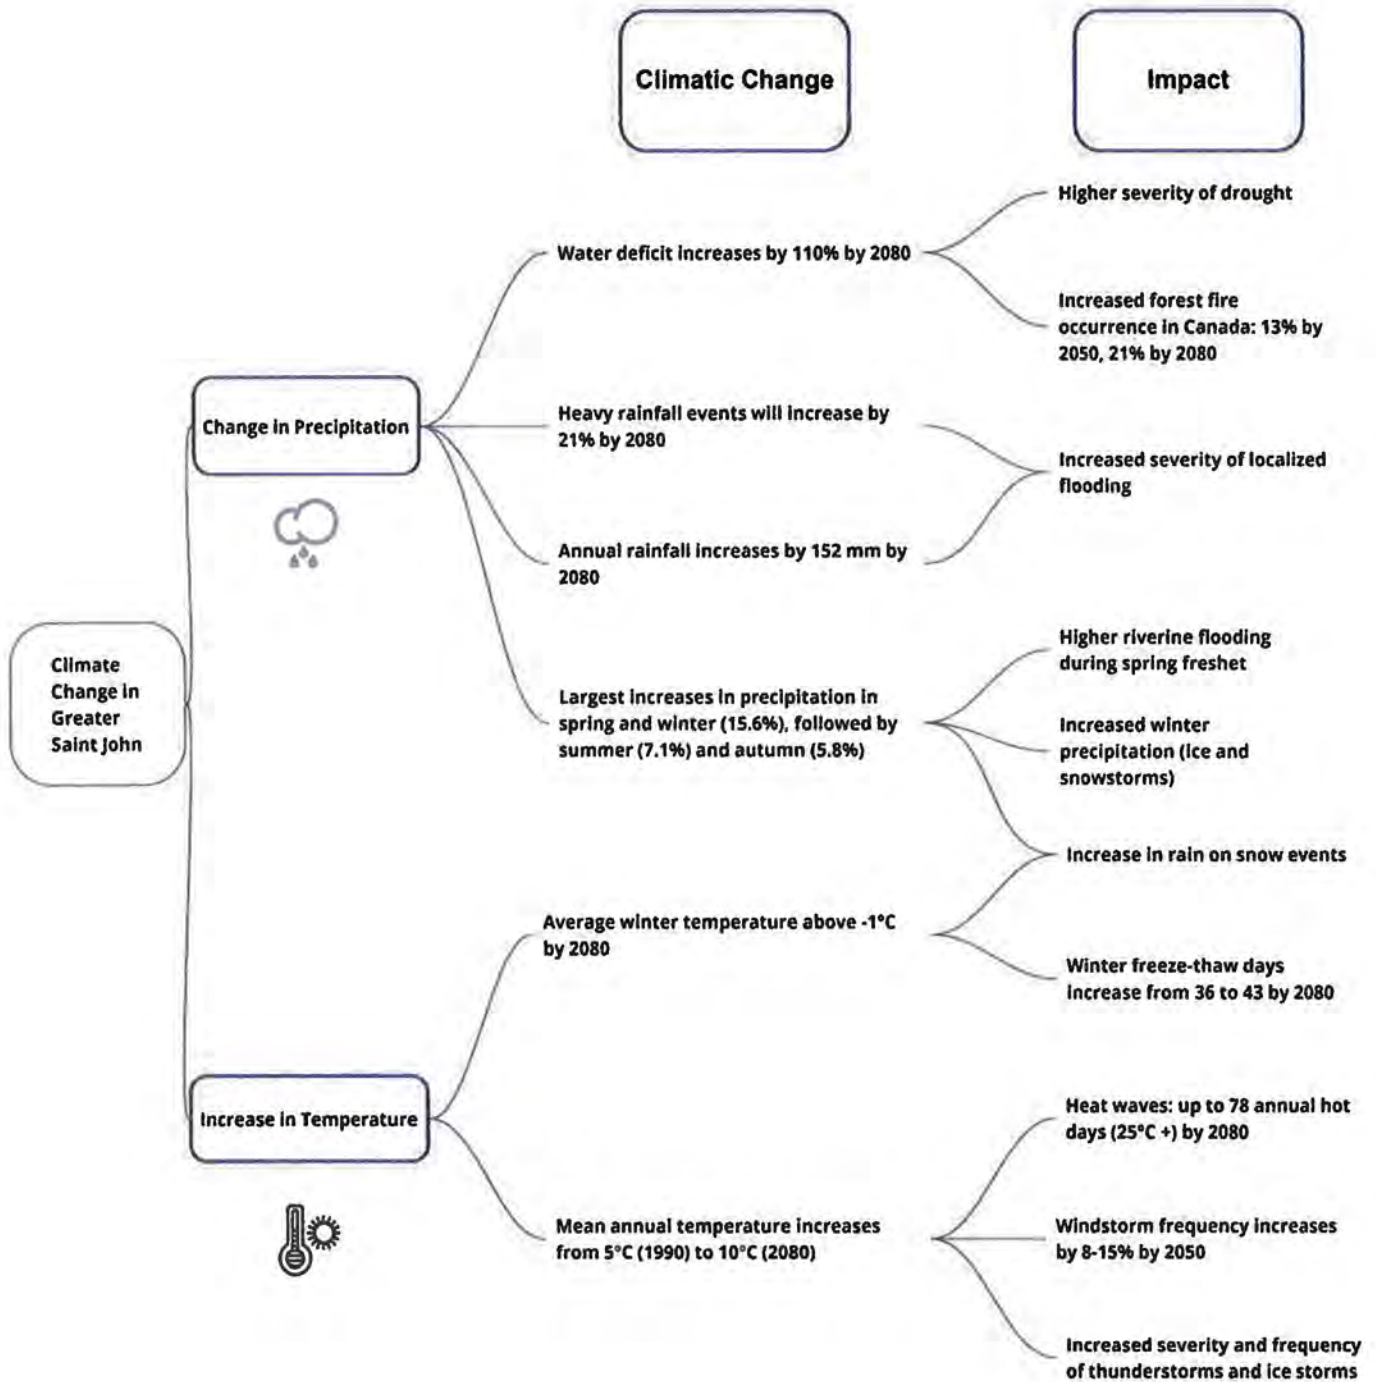 Climatic Change
Impact
Climate
Change in
Greater
Saint John
Change in Precipitation
Water deficit increases by 110% by 2080
Higher severity of drought
Increased forest fire
occurrence in Canada: 13% by
2050, 21% by 2080
Heavy rainfall events will increase by
21% by 2080
Annual rainfall increases by 152 mm by
2080
Increased severity of localized
flooding
Largest increases in precipitation in
spring and winter (15.6%), followed by
summer (7.1%) and autumn (5.8%)
Higher riverine flooding
during spring freshet
Increased winter
precipitation (ice and
snowstorms)
Increase in rain on snow events
Increase in Temperature
Average winter temperature above -1°C
by 2080
Winter freeze-thaw days
increase from 36 to 43 by 2080
Mean annual temperature increases
from 5°C (1990) to 10°C (2080)
Heat waves: up to 78 annual hot
days (25°C +) by 2080
Windstorm frequency increases
by 8-15% by 2050
Increased severity and frequency
of thunderstorms and ice storms